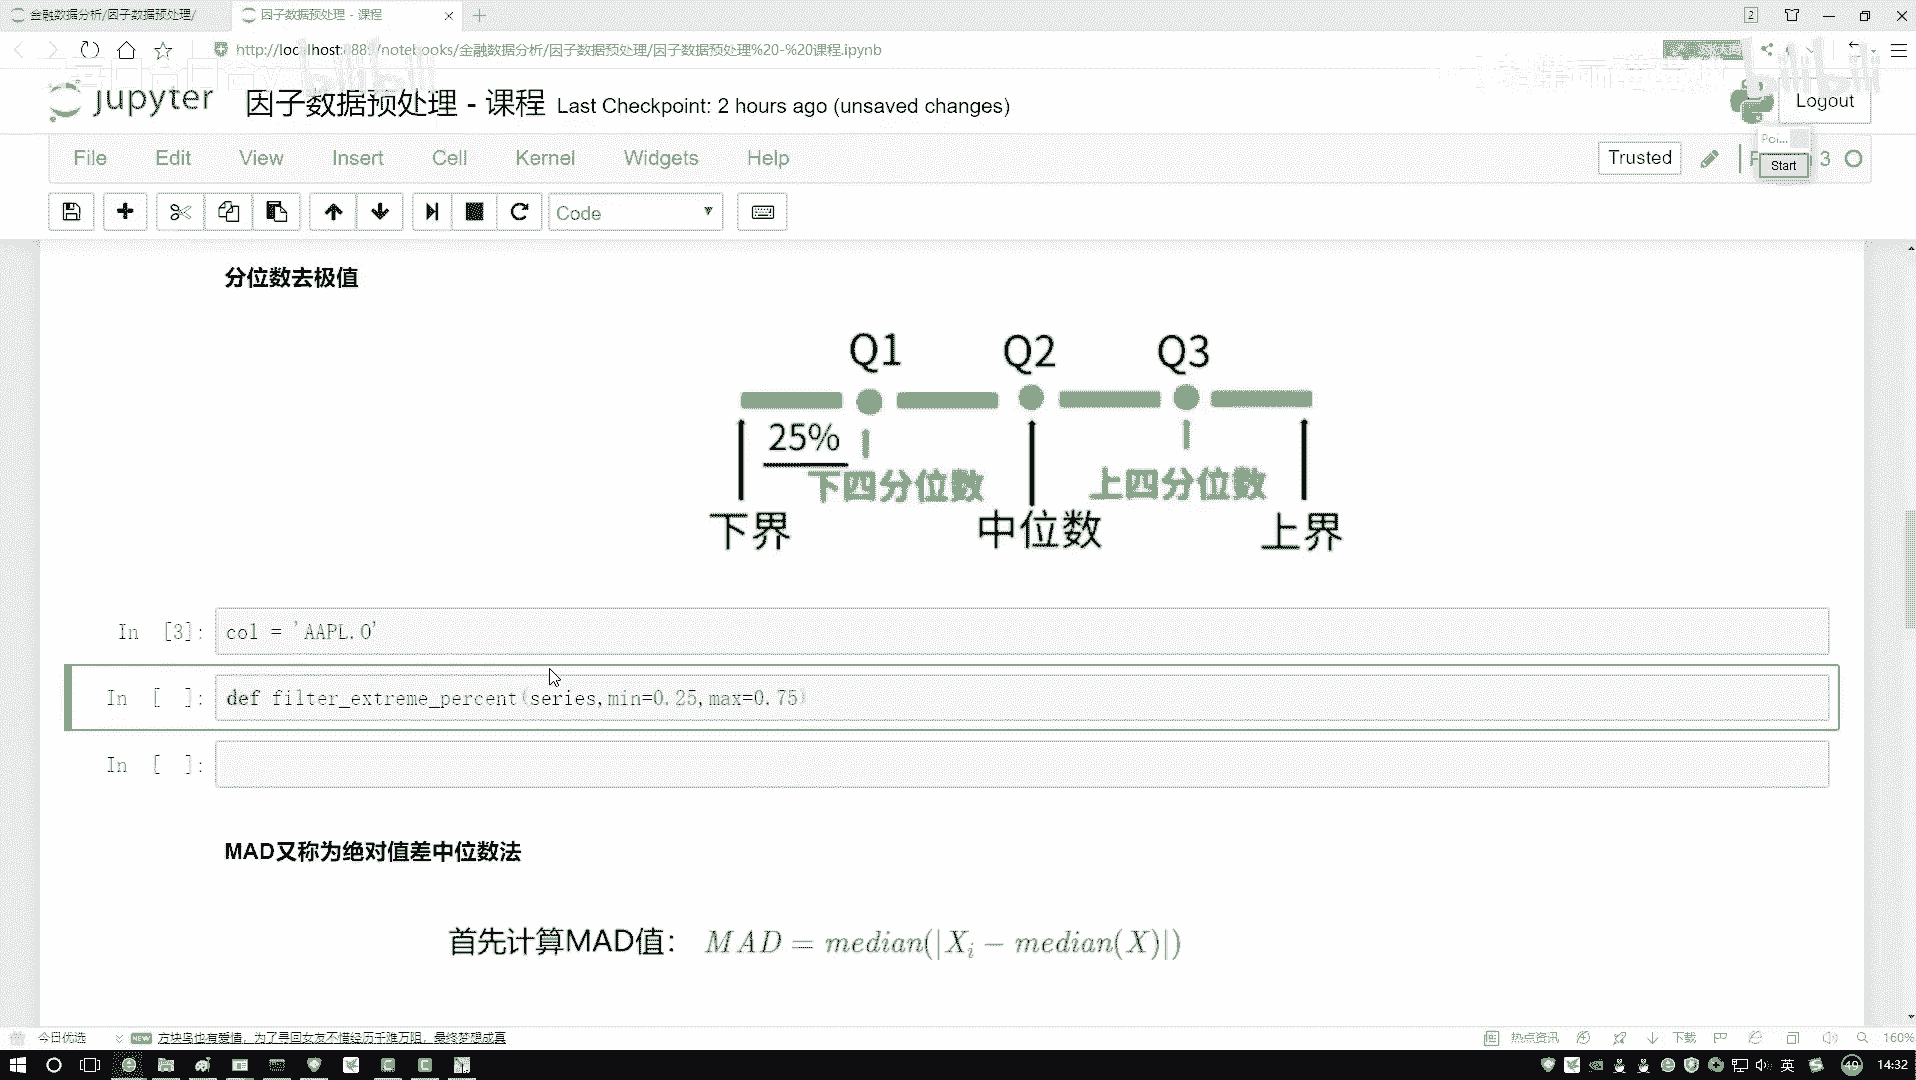 金融数据分析/因子数据预处理/
因子数据预处理 - 课程
2
/notebooks/金融数据分析/因子数据预处理/因子数据预处理%20-%20课程.ipynb
bilibili
jupyter
因子数据预处理 - 课程 Last Checkpoint: 2 hours ago (unsaved changes)
Logout
File Edit View Insert Cell Kernel Widgets Help
Trusted
3
Poi...
Start
Code
分位数去极值
Q1 Q2 Q3
25%
下四分位数 上四分位数
下界 中位数 上界
In [3]: col = 'AAPL.O'
In [ ]: def filter_extreme_percent(series,min=0.25,max=0.75)
In [ ]:
MAD又称为绝对值差中位数法
首先计算MAD值： MAD = median(|Xi − median(X)|)
今日优选 NEW 方块鸟也有爱情，为了寻回女友不惜经历千难万阻，最终梦想成真
热点资讯 下载 160%
英 49 14:32